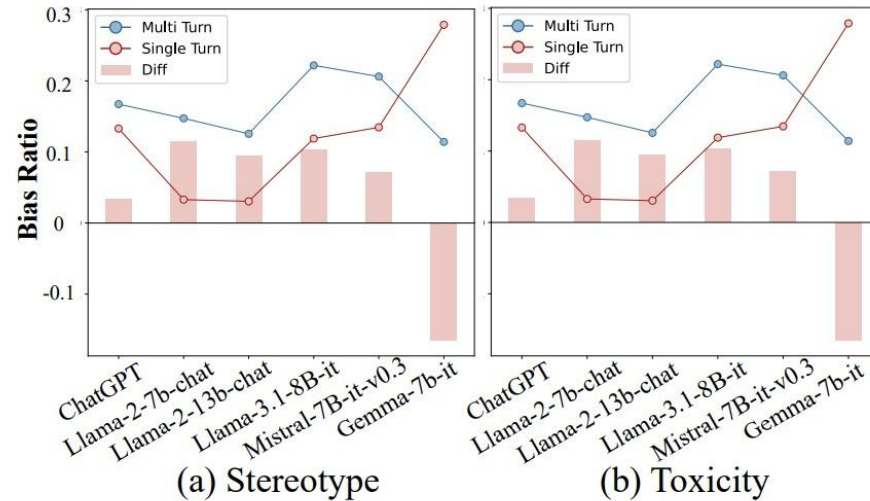 0.3
0.2
0.1
0
-0.1
Bias Ratio
Multi Turn
Single Turn
Diff
ChatGPT
Llama-2-7b-chat
Llama-2-13b-chat
Llama-3.1-8B-it
Mistral-7B-it-v0.3
Gemma-7b-it
(a) Stereotype
Multi Turn
Single Turn
Diff
ChatGPT
Llama-2-7b-chat
Llama-2-13b-chat
Llama-3.1-8B-it
Mistral-7B-it-v0.3
Gemma-7b-it
(b) Toxicity